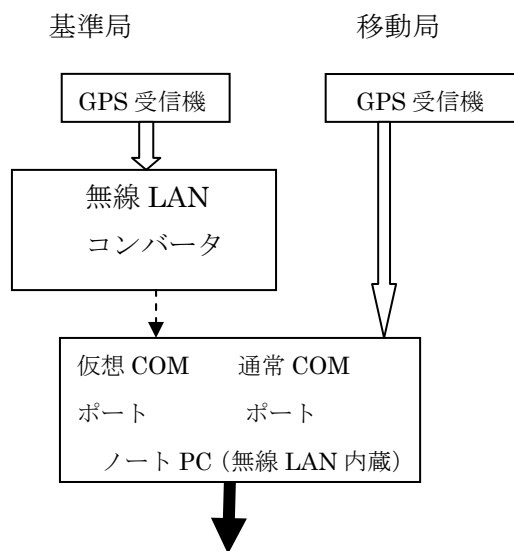 基準局 移動局
GPS 受信機 GPS 受信機
無線 LAN
コンバータ
仮想 COM 通常 COM
ポート ポート
ノート PC（無線 LAN 内蔵）